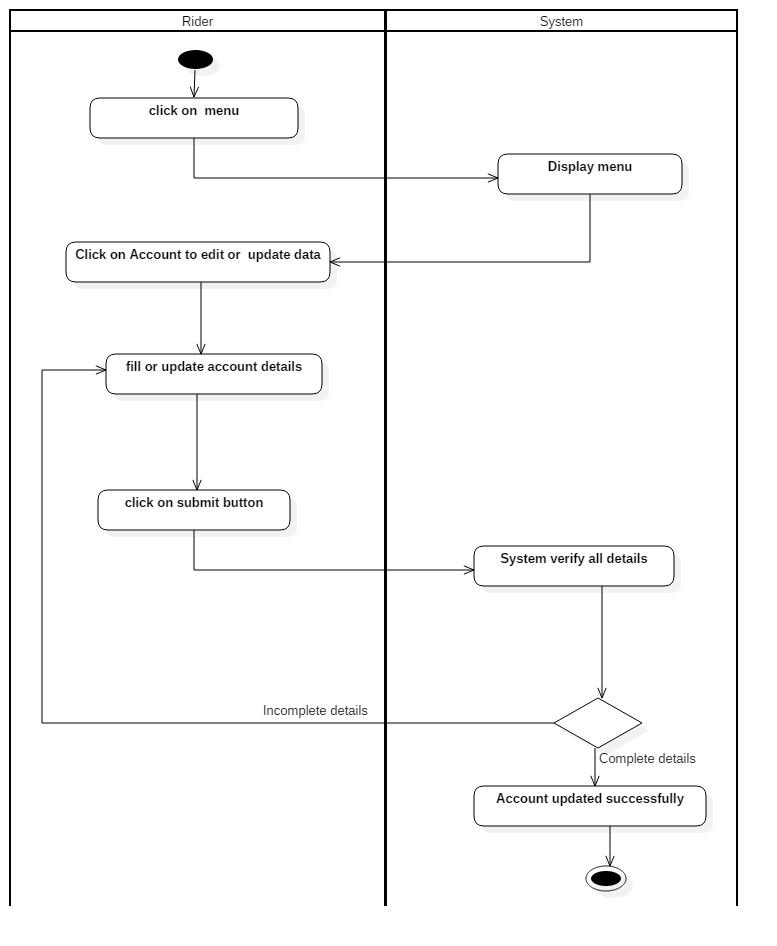 Rider
System
click on  menu
Display menu
Click on Account to edit or  update data
fill or update account details
click on submit button
System verify all details
Incomplete details
Complete details
Account updated successfully